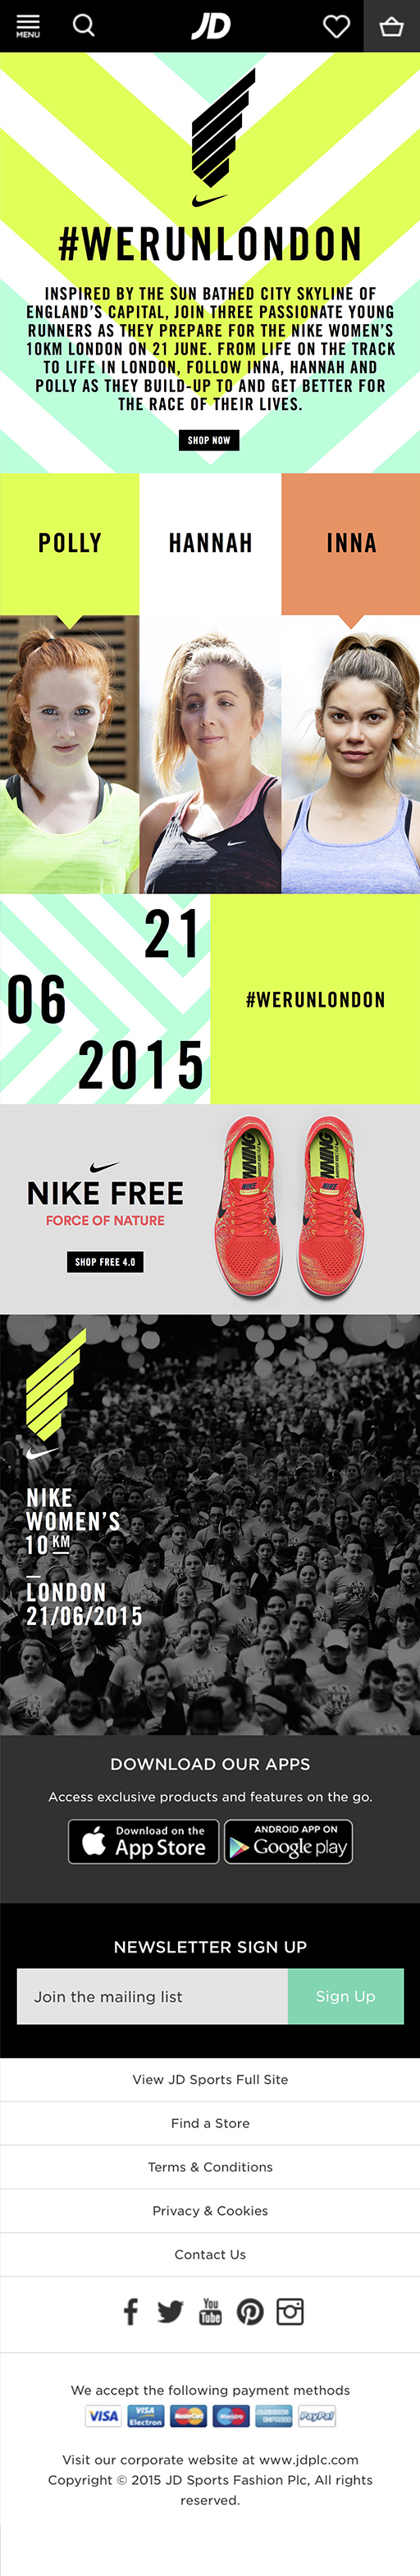 MENU
JD
#WERUNLONDON
INSPIRED BY THE SUN BATHED CITY SKYLINE OF
ENGLAND'S CAPITAL, JOIN THREE PASSIONATE YOUNG
RUNNERS AS THEY PREPARE FOR THE NIKE WOMEN'S
10KM LONDON ON 21 JUNE. FROM LIFE ON THE TRACK
TO LIFE IN LONDON, FOLLOW INNA, HANNAH AND
POLLY AS THEY BUILD-UP TO AND GET BETTER FOR
THE RACE OF THEIR LIVES.
SHOP NOW
POLLY
HANNAH
INNA
21
06
2015
#WERUNLONDON
NIKE FREE
FORCE OF NATURE
SHOP FREE 4.0
NIKE
NIKE
NIKE
WOMEN'S
10 KM
LONDON
21/06/2015
DOWNLOAD OUR APPS
Access exclusive products and features on the go.
Download on the
App Store
ANDROID APP ON
Google play
NEWSLETTER SIGN UP
Join the mailing list
Sign Up
View JD Sports Full Site
Find a Store
Terms & Conditions
Privacy & Cookies
Contact Us
You
Tube
We accept the following payment methods
VISA
VISA
Electron
MasterCard
Maestro
AMERICAN
EXPRESS
PayPal
Visit our corporate website at www.jdplc.com
Copyright © 2015 JD Sports Fashion Plc, All rights
reserved.